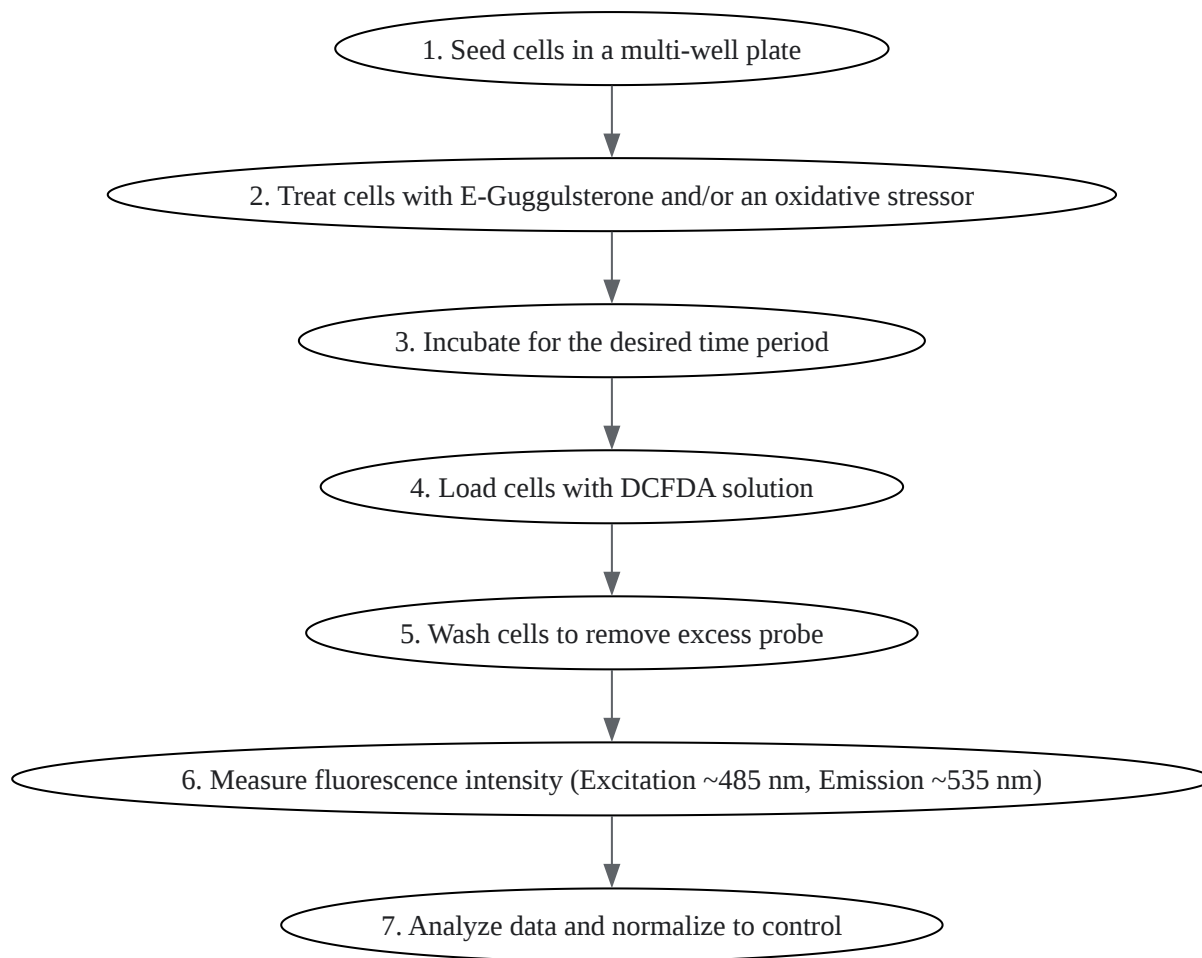 1. Seed cells in a multi-well plate
2. Treat cells with E-Guggulsterone and/or an oxidative stressor
3. Incubate for the desired time period
4. Load cells with DCFDA solution
5. Wash cells to remove excess probe
6. Measure fluorescence intensity (Excitation ~485 nm, Emission ~535 nm)
7. Analyze data and normalize to control